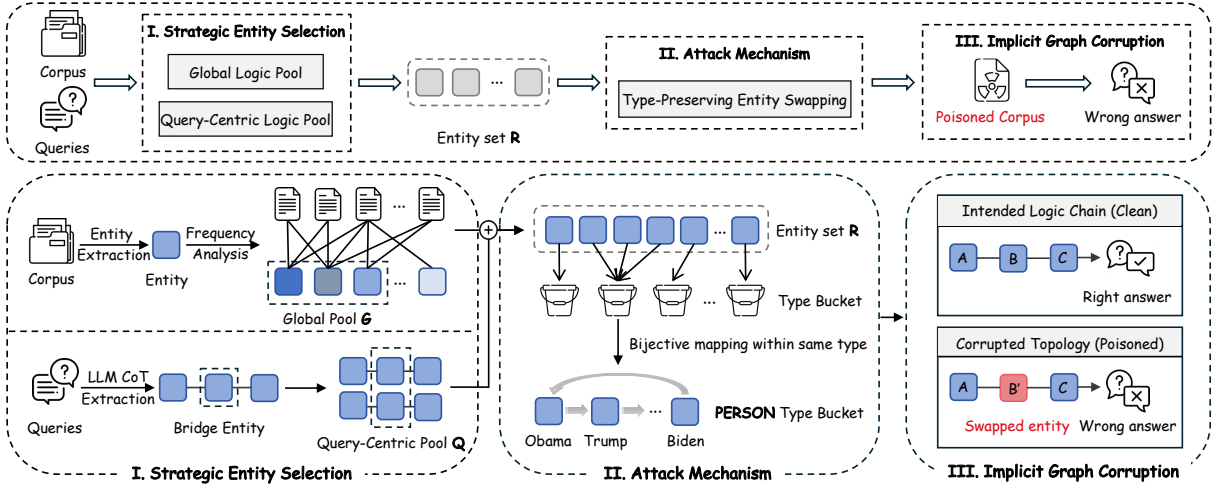 I. Strategic Entity Selection
Corpus
Queries
Global Logic Pool
Query-Centric Logic Pool
...
Entity set R
II. Attack Mechanism
Type-Preserving Entity Swapping
III. Implicit Graph Corruption
Poisoned Corpus
Wrong answer
Corpus
Entity
Extraction
Entity
Frequency
Analysis
...
...
Global Pool G
Queries
LLM CoT
Extraction
Bridge Entity
Query-Centric Pool Q
I. Strategic Entity Selection
...
Entity set R
...
Type Bucket
Bijective mapping within same type
...
PERSON Type Bucket
Obama
Trump
Biden
II. Attack Mechanism
Intended Logic Chain (Clean)
A
B
C
Right answer
Corrupted Topology (Poisoned)
A
B'
C
Swapped entity
Wrong answer
III. Implicit Graph Corruption